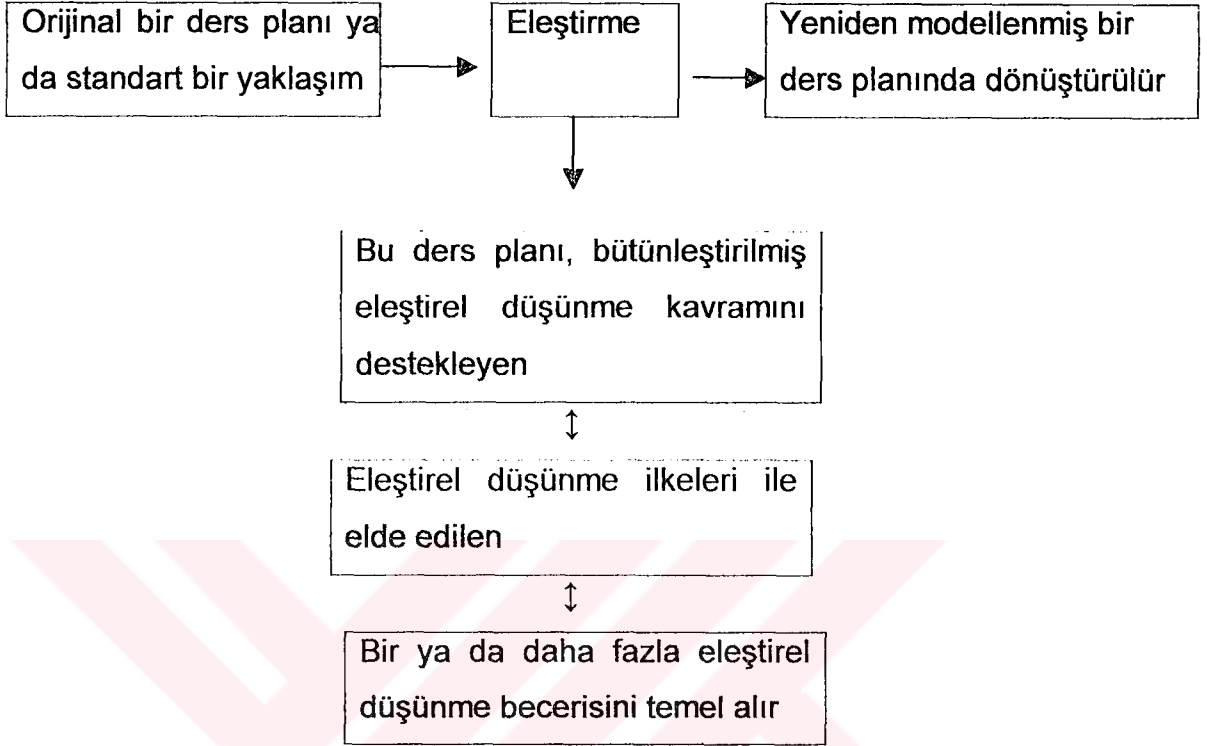 Orijinal bir ders planı ya
da standart bir yaklaşım
Eleştirme
Yeniden modellenmiş bir
ders planında dönüştürülür
Bu ders planı, bütünleştirilmiş
eleştirel düşünme kavramını
destekleyen
Eleştirel düşünme ilkeleri ile
elde edilen
Bir ya da daha fazla eleştirel
düşünme becerisini temel alır